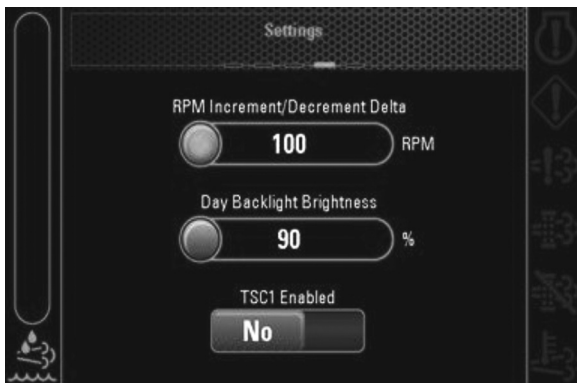 Settings
RPM Increment/Decrement Delta
100 RPM
Day Backlight Brightness
90 %
TSC1 Enabled
No